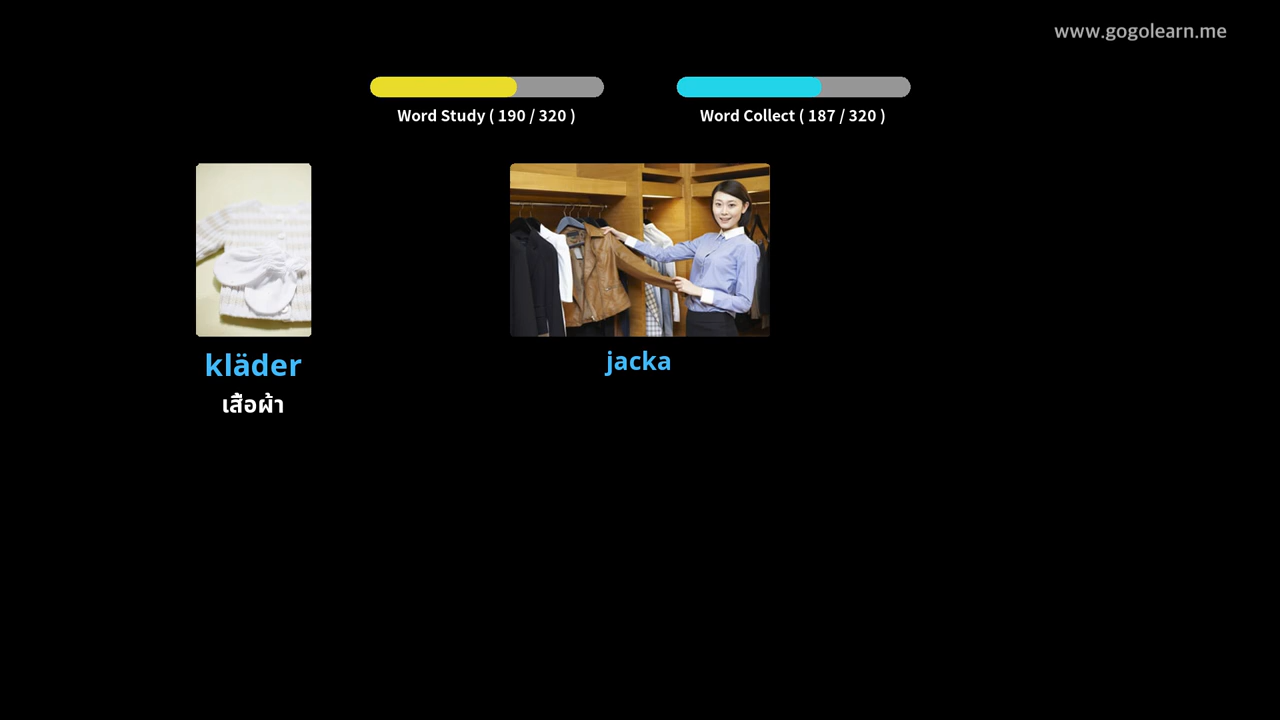 www.gogolearn.me
Word Study ( 190 / 320 )
Word Collect ( 187 / 320 )
kläder
เสื้อผ้า
jacka